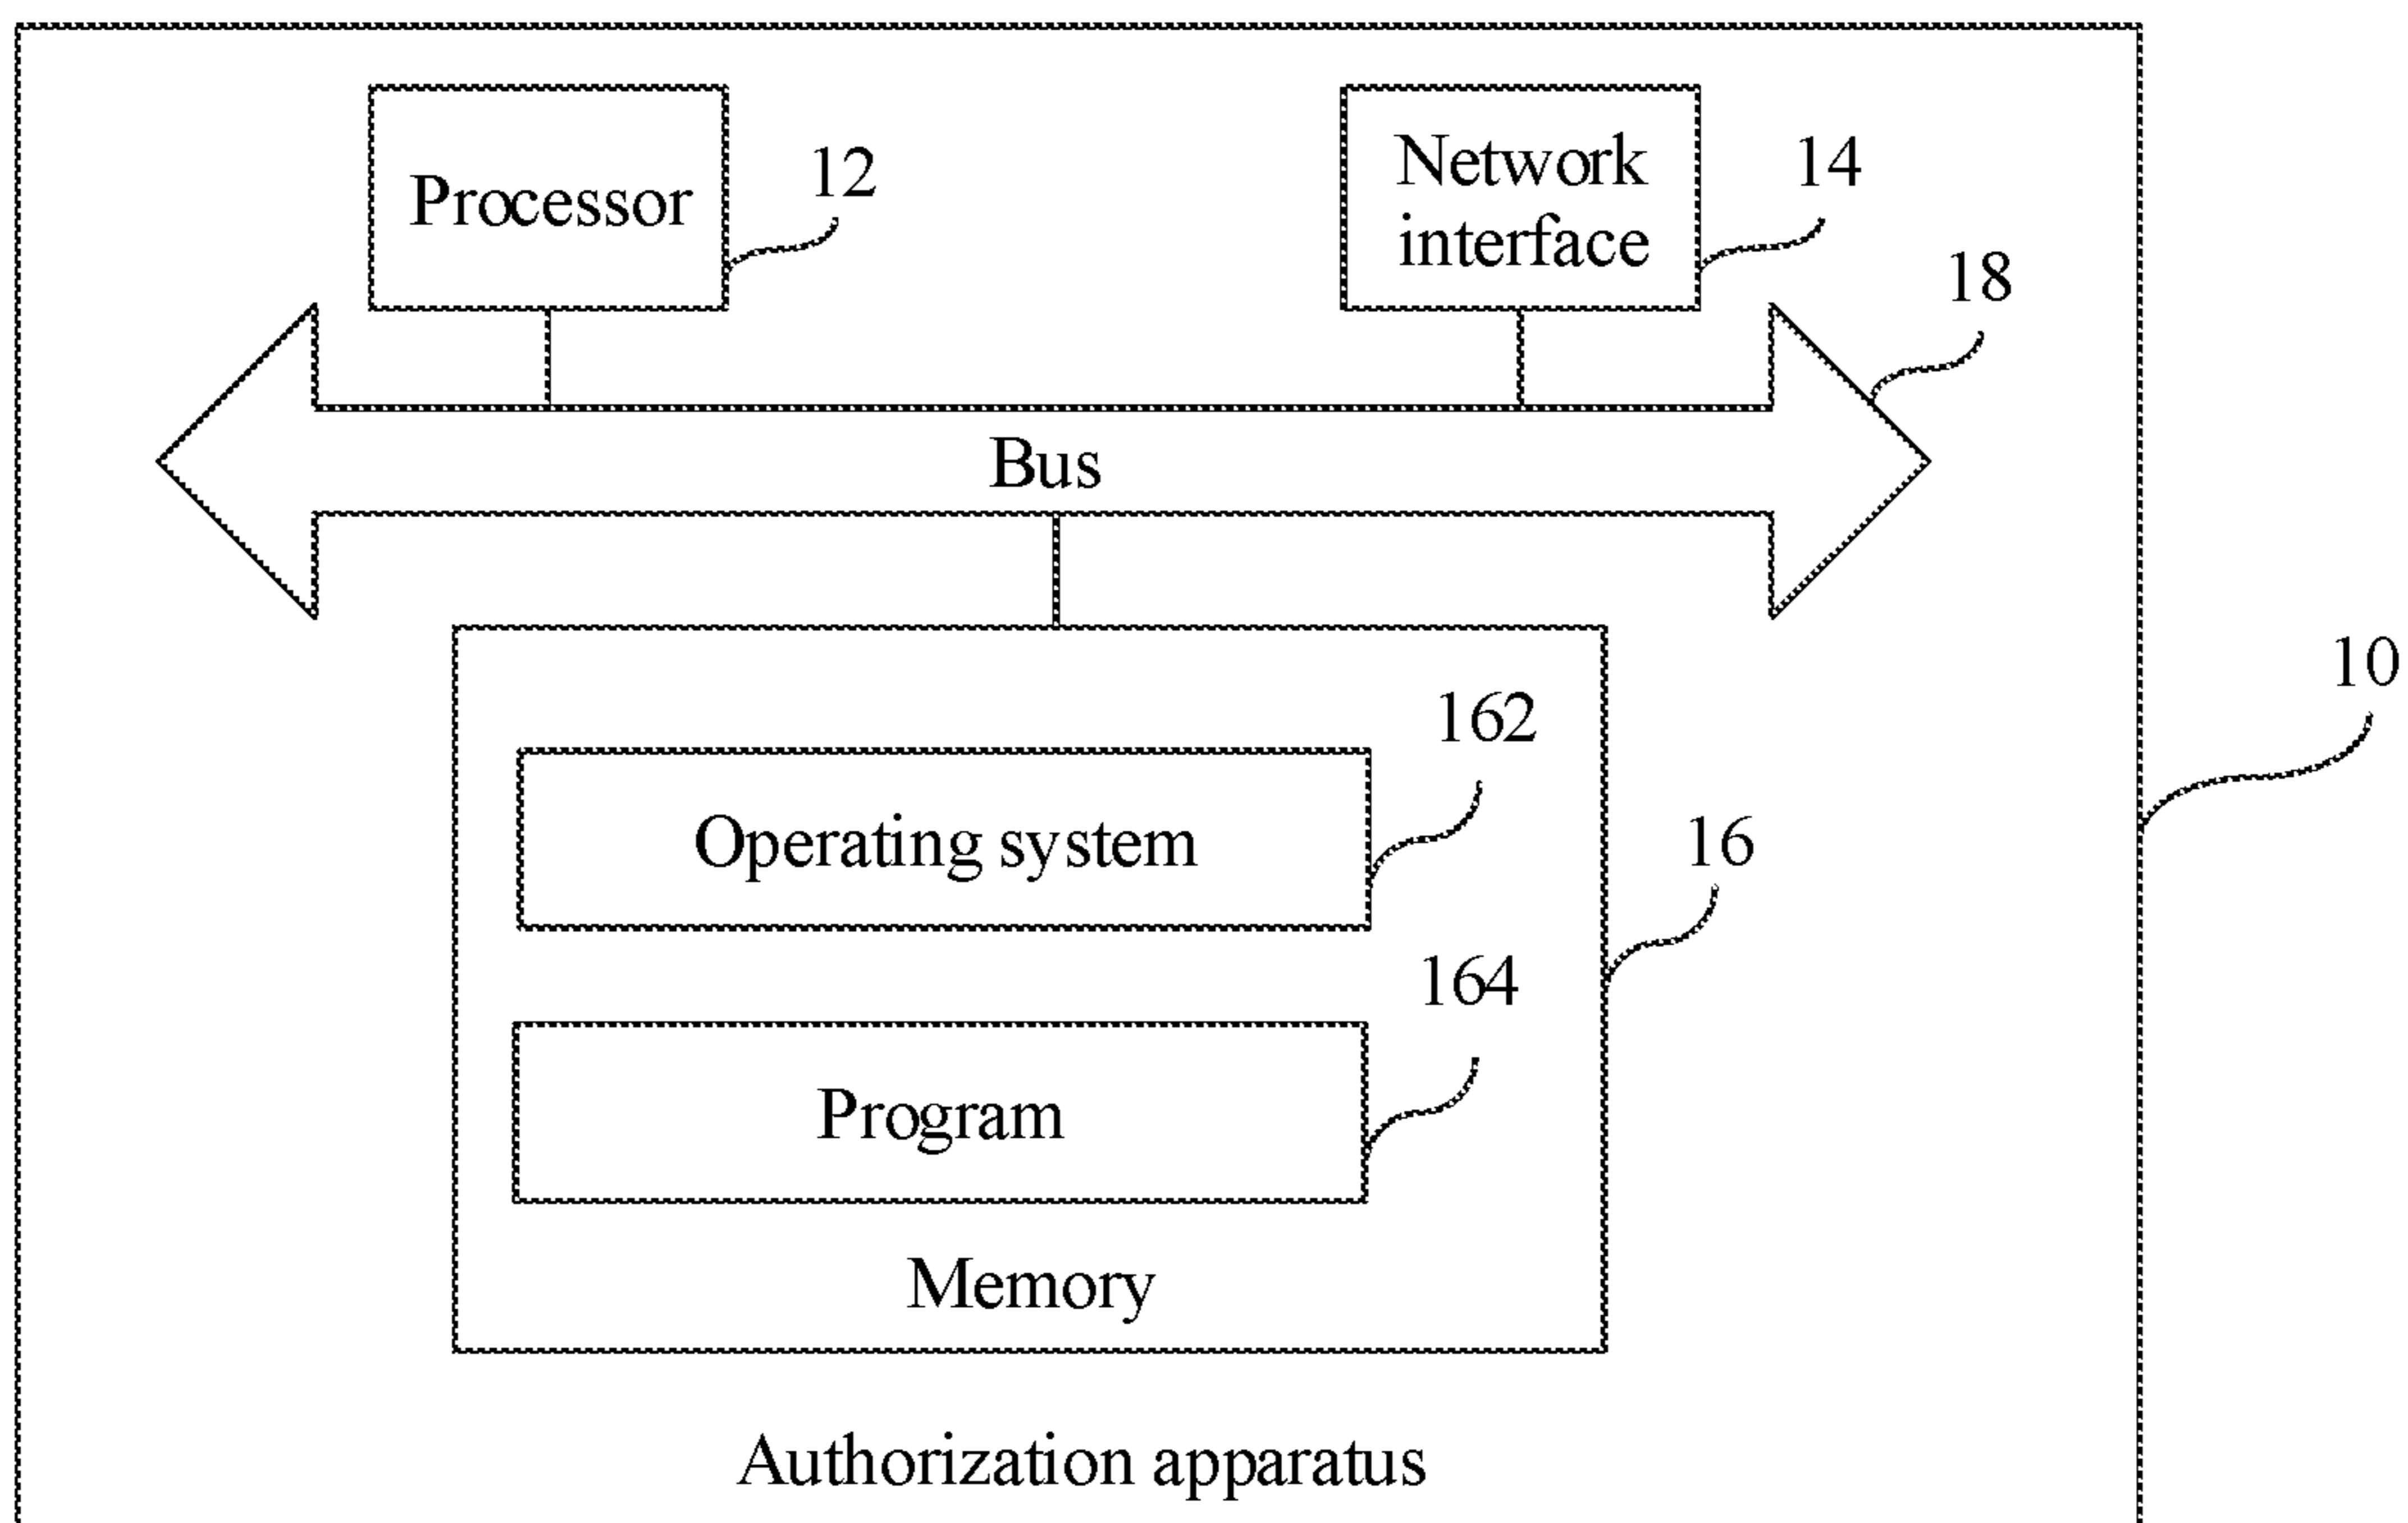 Processor
12
Network
interface
14
18
Bus
10
162
Operating system
16
164
Program
Memory
Authorization apparatus